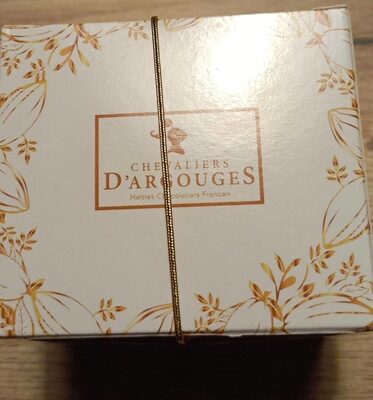 CHEVALIERS
D'ARGOUGES
Maîtres Chocolatiers Français